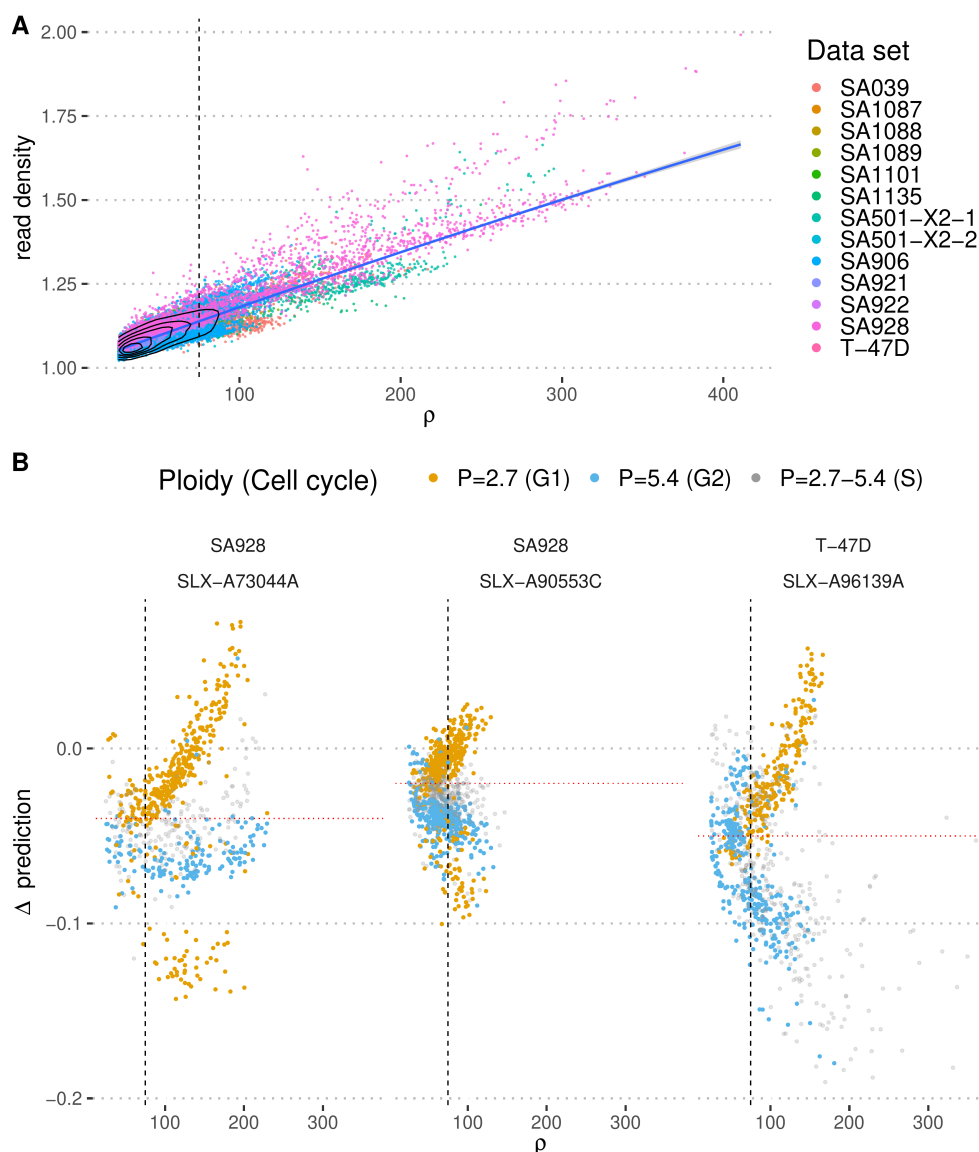 A
read density
2.00
1.75
1.50
1.25
1.00
100
200
300
400
ρ
Data set
SA039
SA1087
SA1088
SA1089
SA1101
SA1135
SA501−X2−1
SA501−X2−2
SA906
SA921
SA922
SA928
T−47D
B
Ploidy (Cell cycle)
P=2.7 (G1)
P=5.4 (G2)
P=2.7−5.4 (S)
SA928
SLX−A73044A
SA928
SLX−A90553C
T−47D
SLX−A96139A
Δ prediction
0.0
−0.1
−0.2
100
200
300
100
200
300
100
200
300
ρ